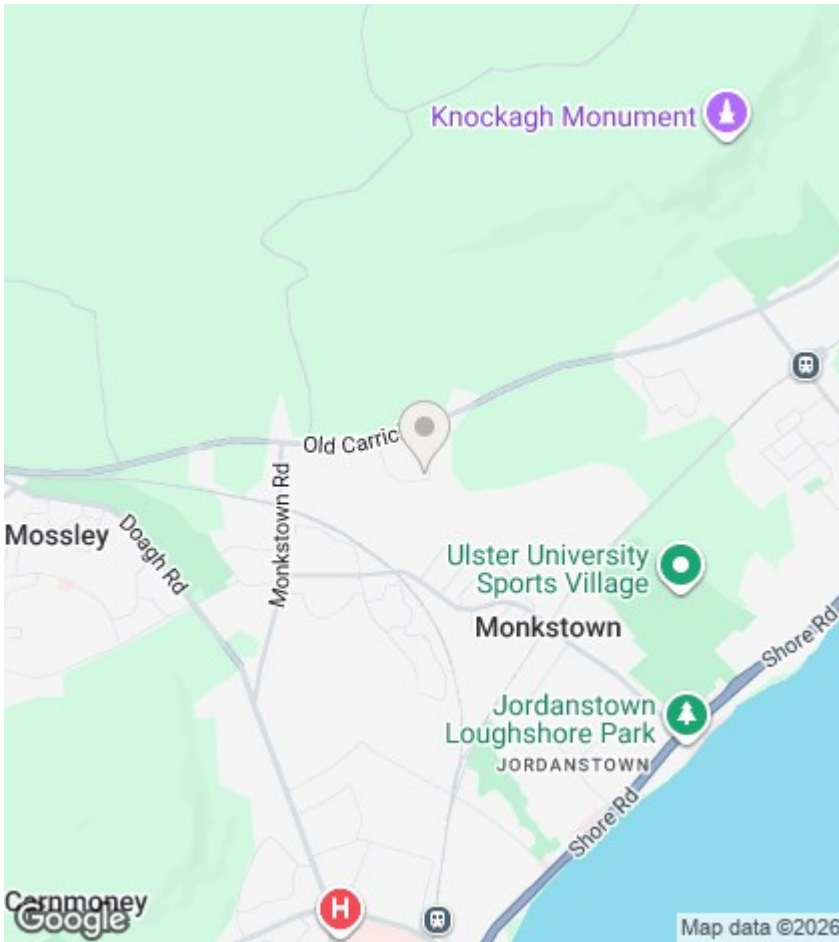 Knockagh Monument
Old Carric
Monkstown Rd
Mossley
Doagh Rd
Ulster University
Sports Village
Monkstown
Shore Rd
Jordanstown
Loughshore Park
JORDANSTOWN
Shore Rd
Carnmoney
H
Google
Map data ©2026